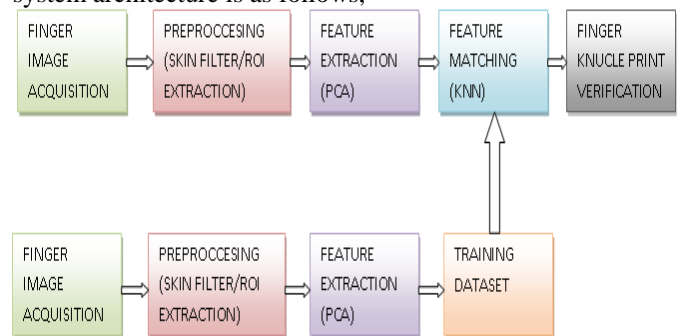 system architecture is as follows,
FINGER
IMAGE
ACQUISITION
PREPROCCESING
(SKIN FILTER/ROI
EXTRACTION)
FEATURE
EXTRACTION
(PCA)
FEATURE
MATCHING
(KNN)
FINGER
KNUCLE PRINT
VERIFICATION
FINGER
IMAGE
ACQUISITION
PREPROCCESING
(SKIN FILTER/ROI
EXTRACTION)
FEATURE
EXTRACTION
(PCA)
TRAINING
DATASET